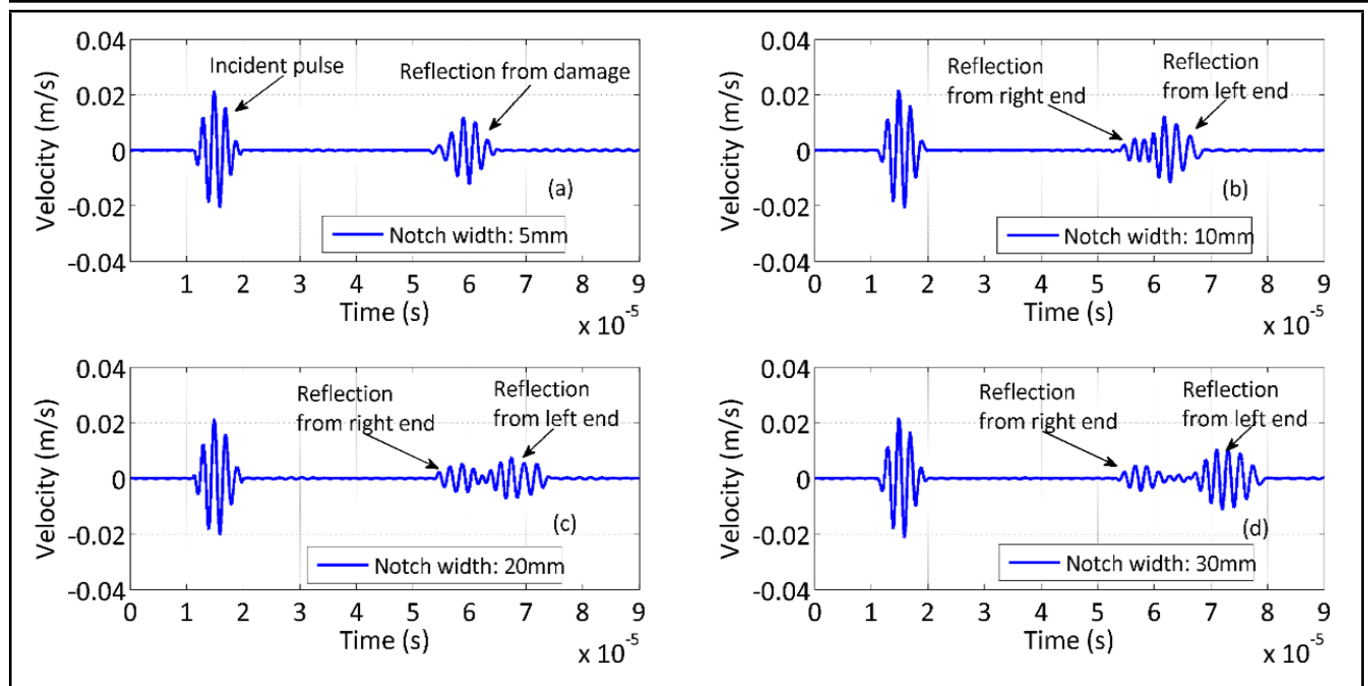 0.04
0.02
0
-0.02
-0.04
Velocity (m/s)
Incident pulse
Reflection from damage
(a)
Notch width: 5mm
0 1 2 3 4 5 6 7 8 9
Time (s)
x 10⁻⁵
0.04
0.02
0
-0.02
-0.04
Velocity (m/s)
Reflection
from right end
Reflection
from left end
(b)
Notch width: 10mm
0 1 2 3 4 5 6 7 8 9
Time (s)
x 10⁻⁵
0.04
0.02
0
-0.02
-0.04
Velocity (m/s)
Reflection
from right end
Reflection
from left end
(c)
Notch width: 20mm
0 1 2 3 4 5 6 7 8 9
Time (s)
x 10⁻⁵
0.04
0.02
0
-0.02
-0.04
Velocity (m/s)
Reflection
from right end
Reflection
from left end
(d)
Notch width: 30mm
0 1 2 3 4 5 6 7 8 9
Time (s)
x 10⁻⁵